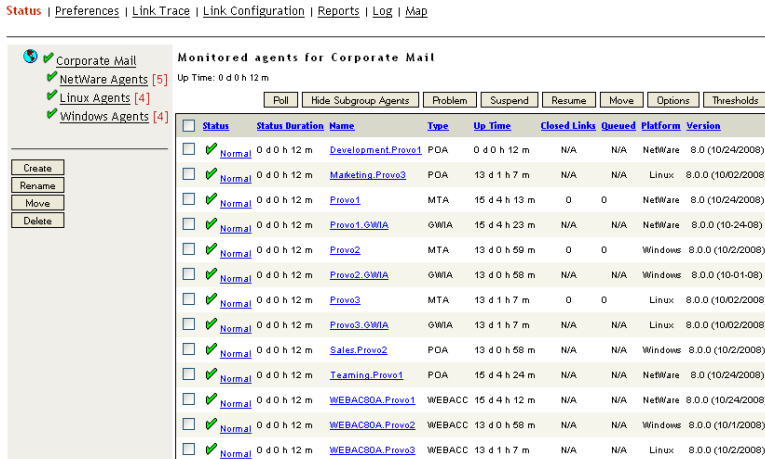 Status | Preferences | Link Trace | Link Configuration | Reports | Log | Map
Corporate Mail
NetWare Agents [5]
Linux Agents [4]
Windows Agents [4]
Create
Rename
Move
Delete
Monitored agents for Corporate Mail
Up Time: 0 d 0 h 12 m
Poll Hide Subgroup Agents Problem Suspend Resume Move Options Thresholds
Status Status Duration Name Type Up Time Closed Links Queued Platform Version
Normal 0 d 0 h 12 m Development.Provo1 POA 0 d 0 h 12 m N/A N/A NetWare 8.0 (10/24/2008)
Normal 0 d 0 h 12 m Marketing.Provo3 POA 13 d 1 h 7 m N/A N/A Linux 8.0.0 (10/02/2008)
Normal 0 d 0 h 12 m Provo1 MTA 15 d 4 h 13 m 0 0 NetWare 8.0 (10/24/2008)
Normal 0 d 0 h 12 m Provo1.GWIA GWIA 15 d 4 h 23 m N/A N/A NetWare 8.0.0 (10-24-08)
Normal 0 d 0 h 12 m Provo2 MTA 13 d 0 h 59 m 0 0 Windows 8.0.0 (10/2/2008)
Normal 0 d 0 h 12 m Provo2.GWIA GWIA 13 d 0 h 58 m N/A N/A Windows 8.0.0 (10-01-08)
Normal 0 d 0 h 12 m Provo3 MTA 13 d 1 h 7 m 0 0 Linux 8.0.0 (10/02/2008)
Normal 0 d 0 h 12 m Provo3.GWIA GWIA 13 d 1 h 7 m N/A N/A Linux 8.0.0 (10/02/2008)
Normal 0 d 0 h 12 m Sales.Provo2 POA 13 d 0 h 58 m N/A N/A Windows 8.0.0 (10/2/2008)
Normal 0 d 0 h 12 m Teaming.Provo1 POA 15 d 4 h 24 m N/A N/A NetWare 8.0 (10/24/2008)
Normal 0 d 0 h 12 m WEBAC80A.Provo1 WEBACC 15 d 4 h 12 m N/A N/A NetWare 8.0.0 (10/24/2008)
Normal 0 d 0 h 12 m WEBAC80A.Provo2 WEBACC 13 d 0 h 58 m N/A N/A Windows 8.0.0 (10/1/2008)
Normal 0 d 0 h 12 m WEBAC80A.Provo3 WEBACC 13 d 1 h 7 m N/A N/A Linux 8.0.0 (10/2/2008)